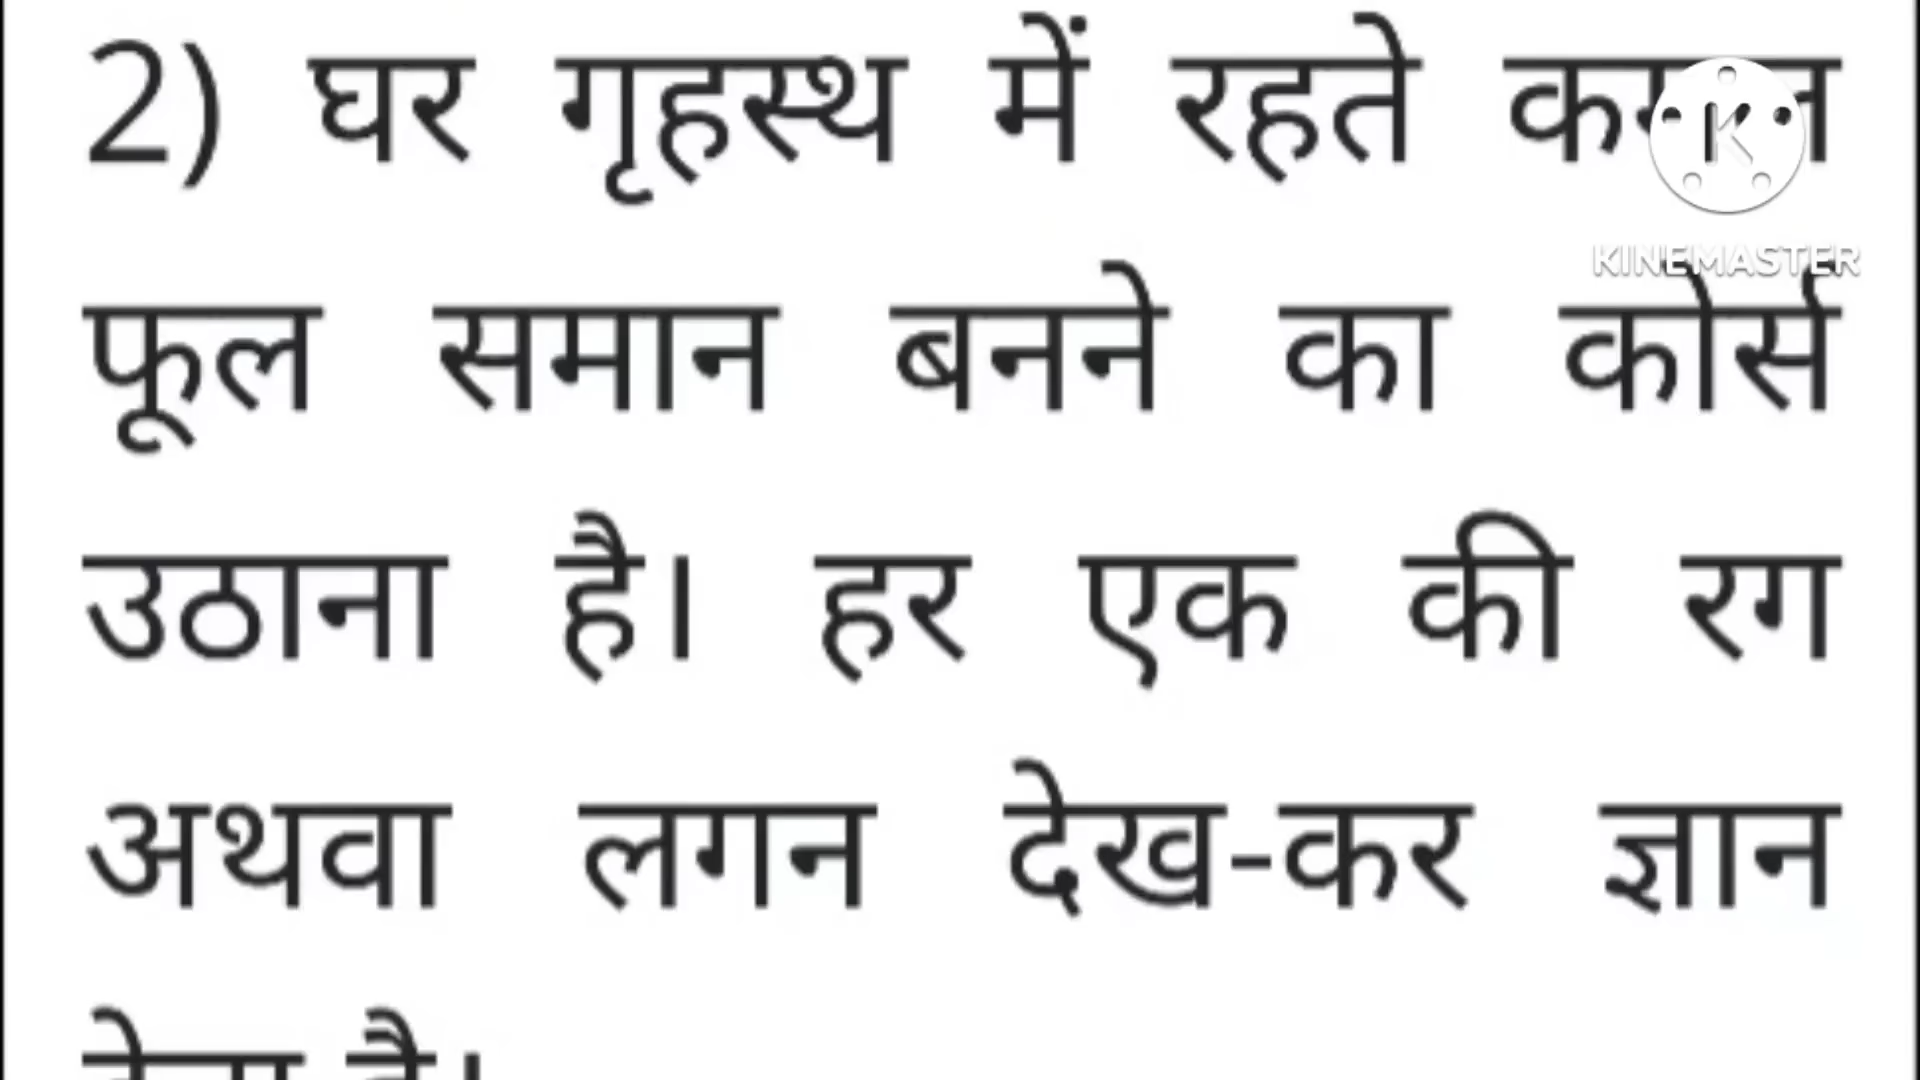 2) घर गृहस्थ में रहते
KINEMASTER
फूल समान बनने का कोर्स
उठाना है। हर एक की रग
अथवा लगन देख-कर ज्ञान
है।